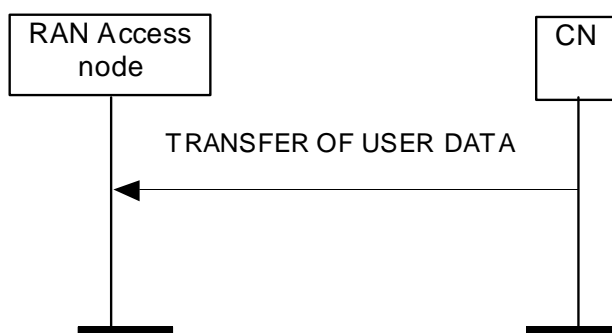 RAN Access
node
CN
TRANSFER OF USER DATA